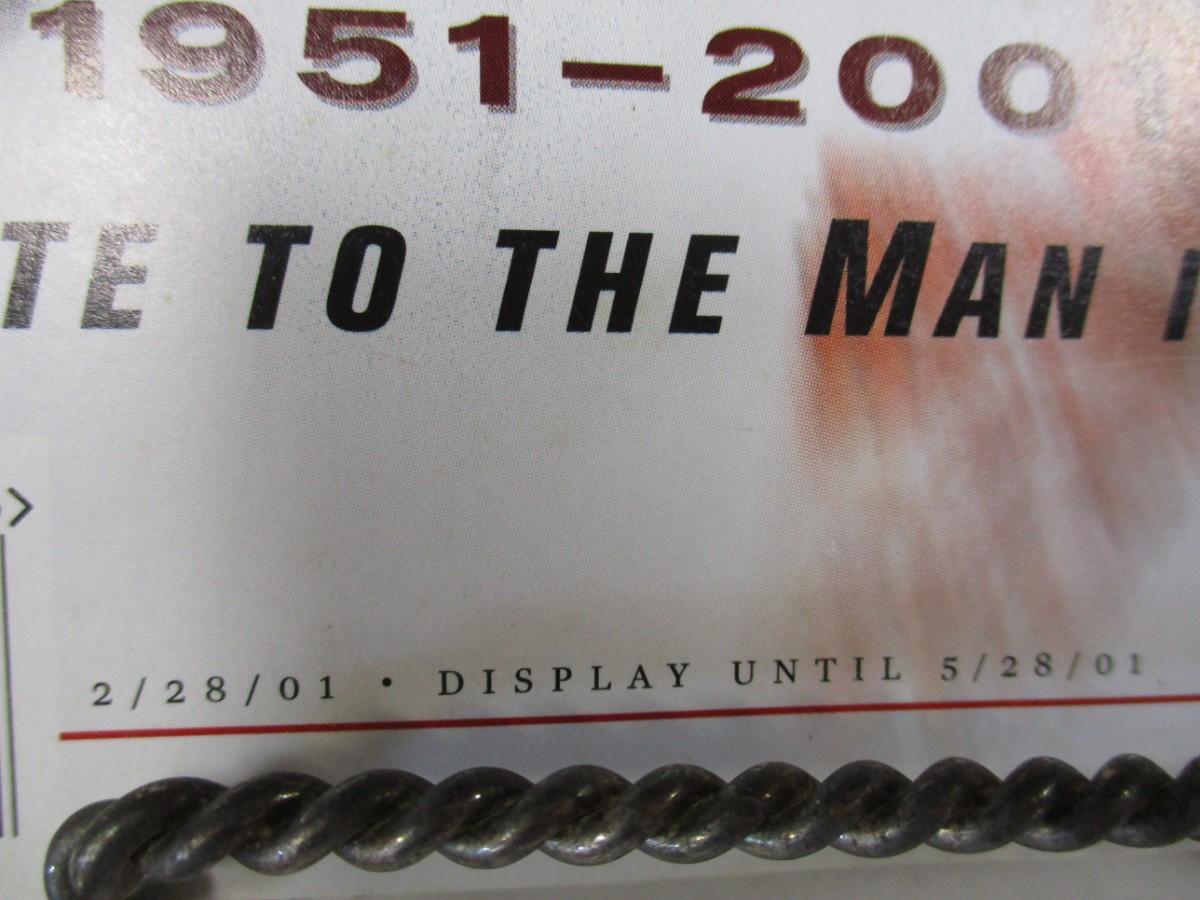 1951–200
TE TO THE MAN I
2/28/01 • DISPLAY UNTIL 5/28/01